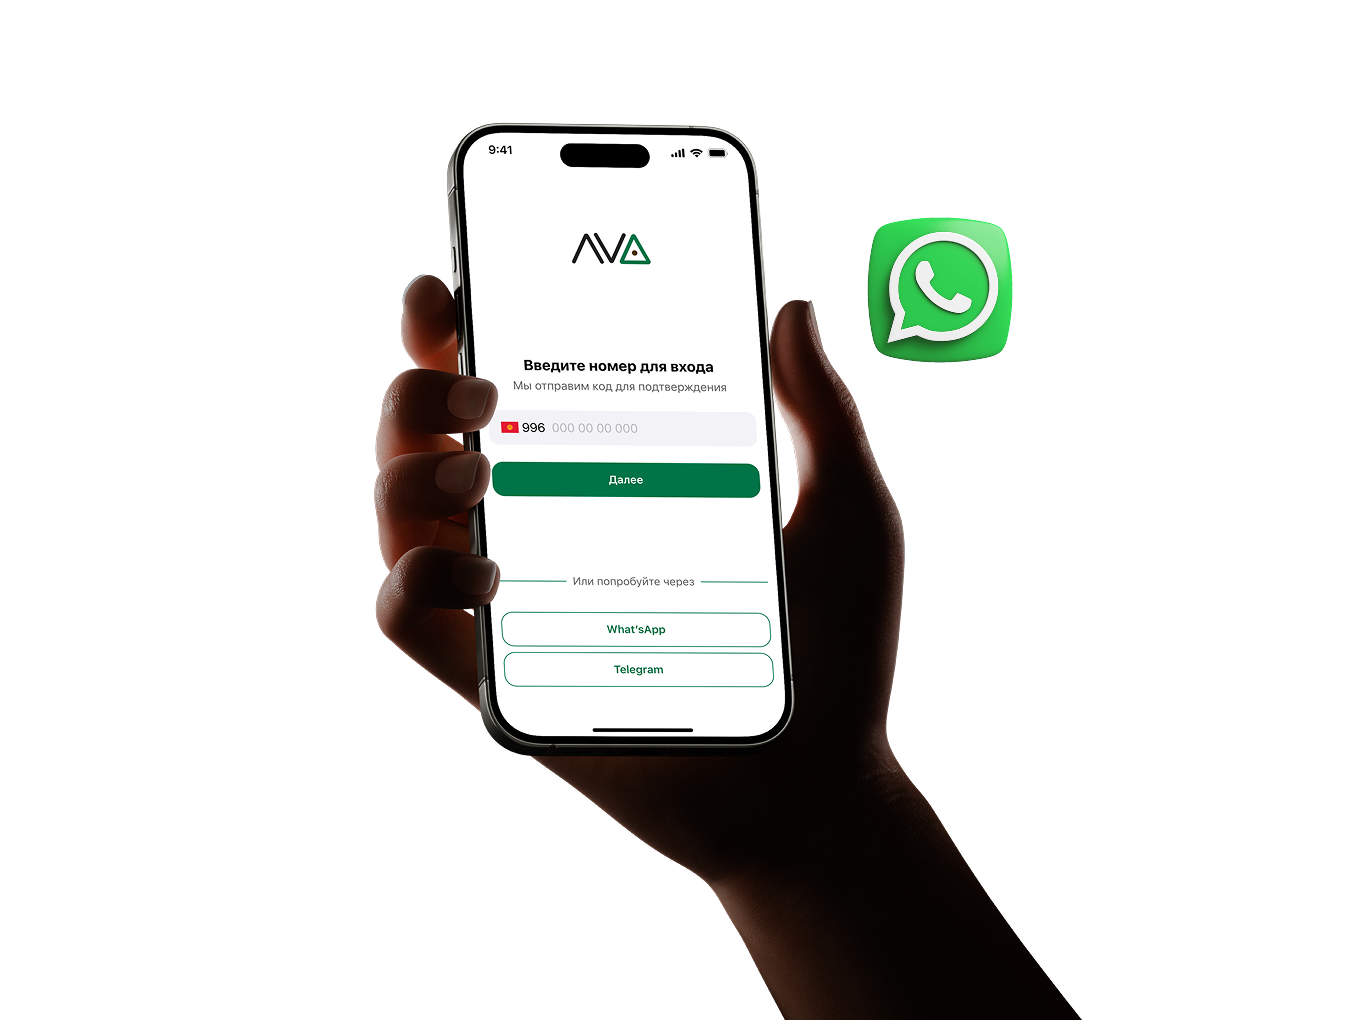 9:41
AVA
Введите номер для входа
Мы отправим код для подтверждения
996 000 00 00 000
Далее
Или попробуйте через
What'sApp
Telegram